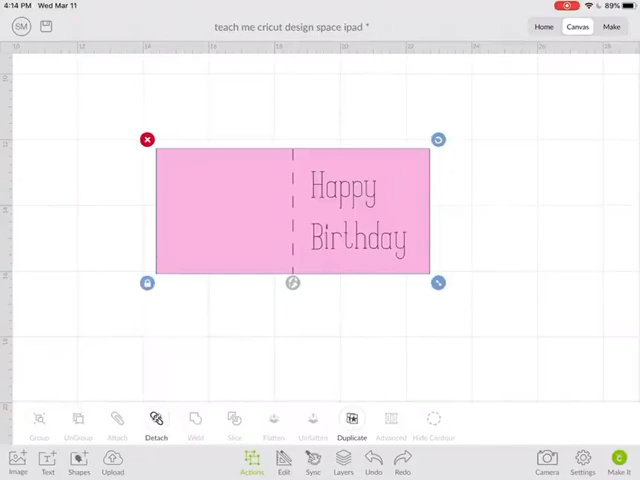 4:14 PM Wed Mar 11
89%
SM
teach me cricut design space ipad *
Home
Canvas
Make
Happy
Birthday
Group
UnGroup
Attach
Detach
Weld
Slice
Flatten
Unflatten
Duplicate
Advanced
Hide Contour
Image
Text
Shapes
Upload
Actions
Edit
Sync
Layers
Undo
Redo
Camera
Settings
Make It